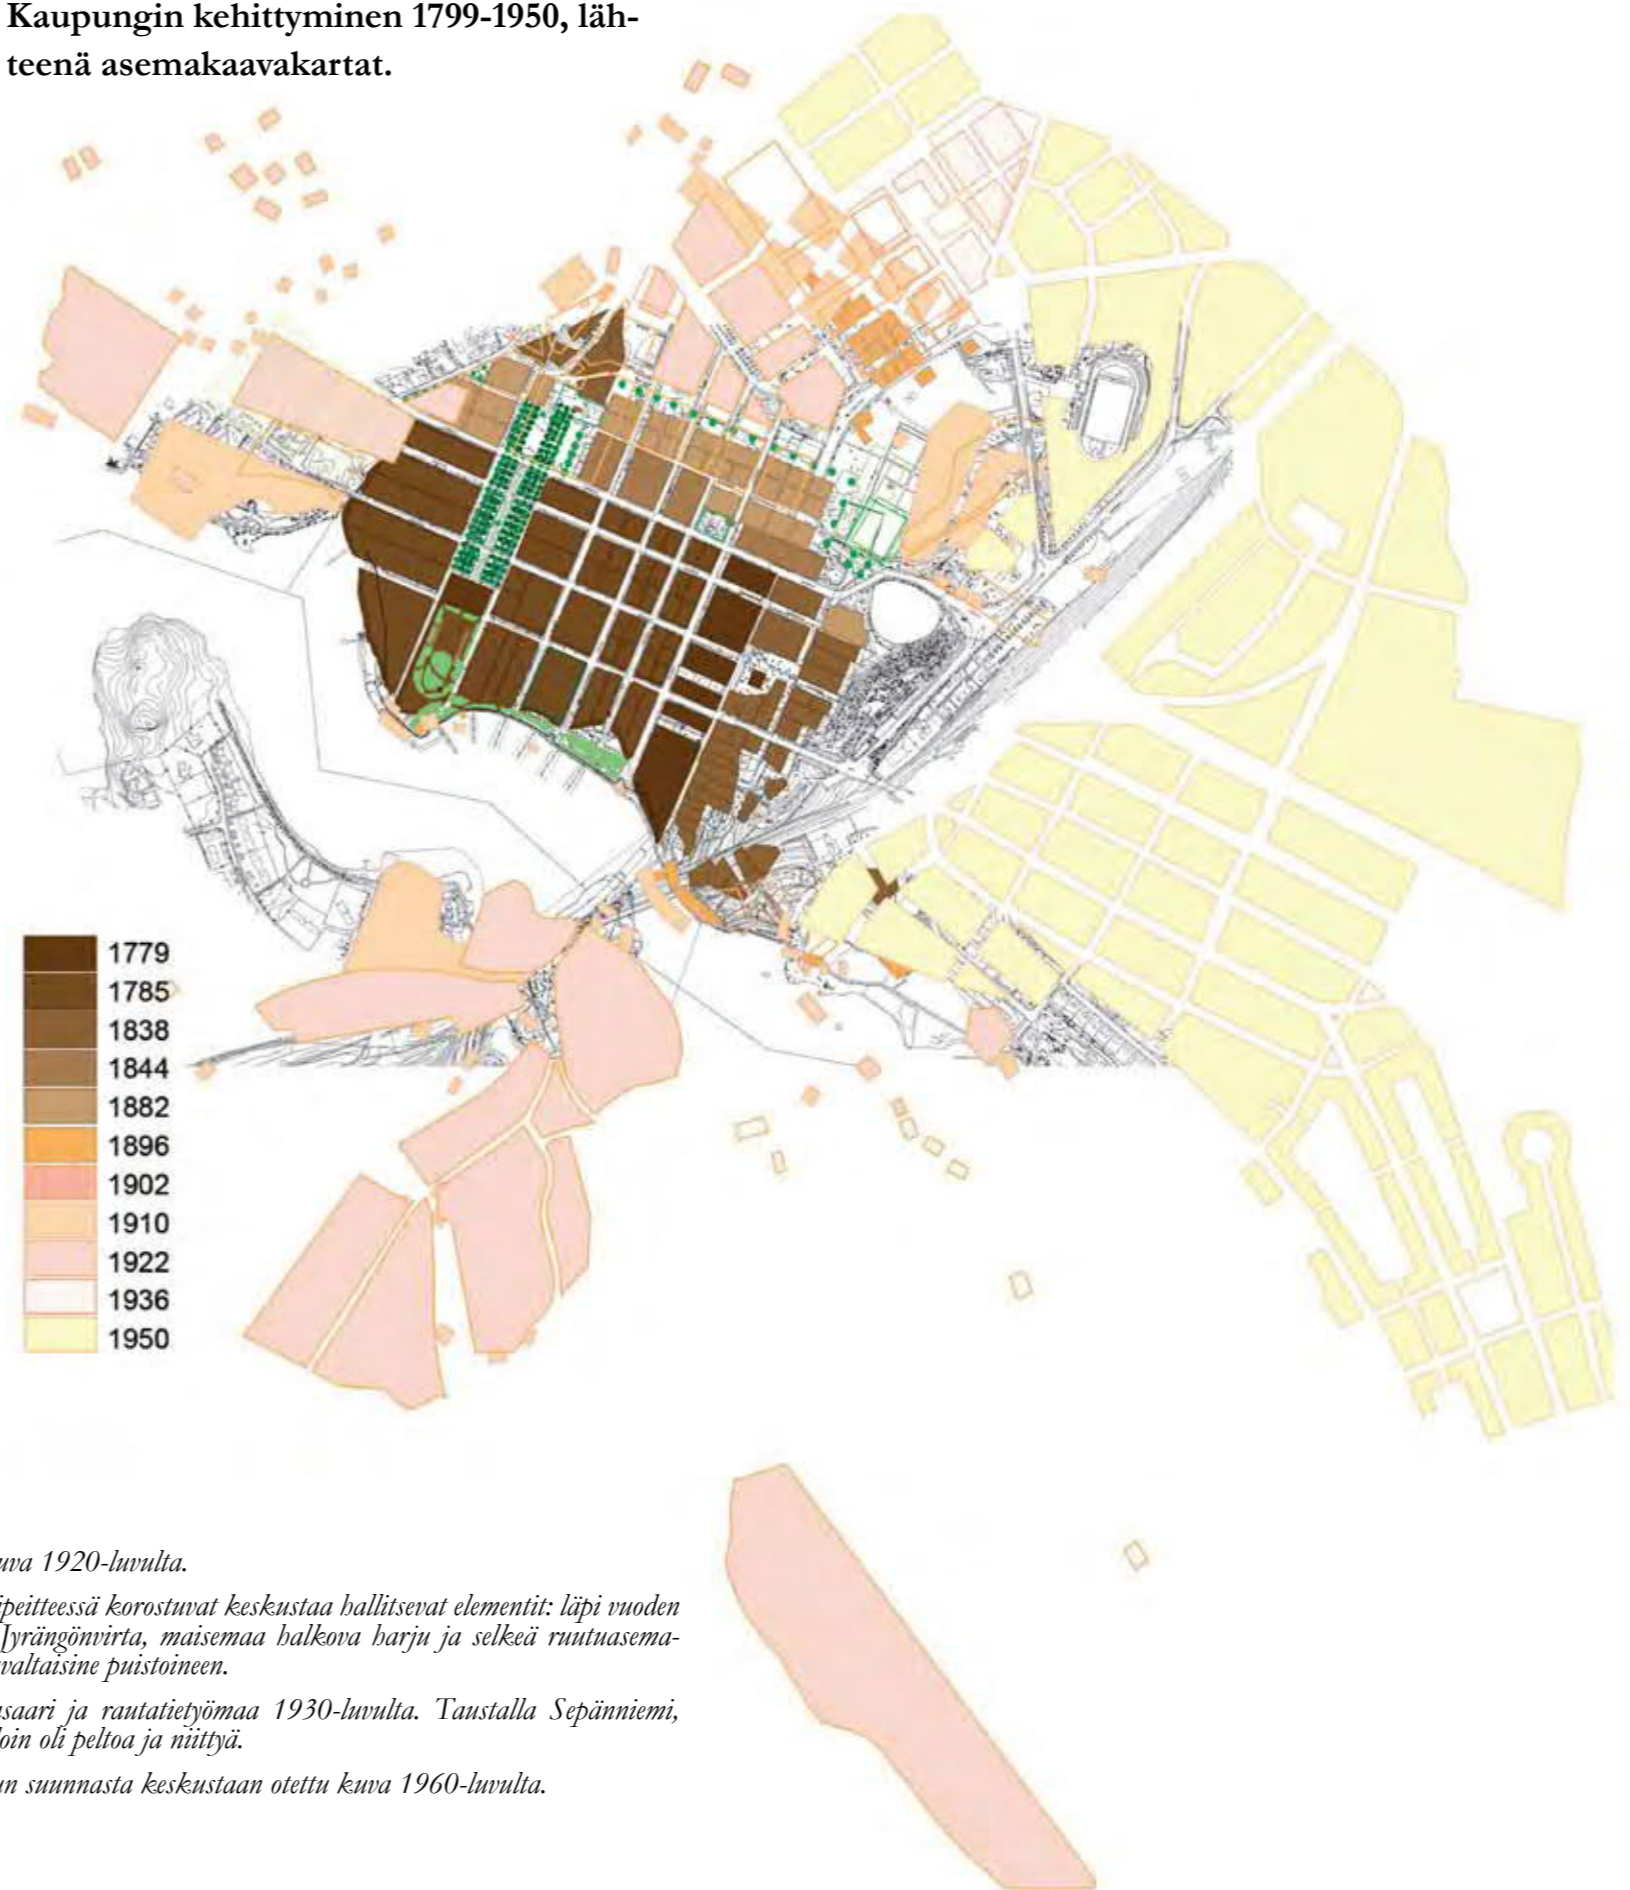 Kaupungin kehittyminen 1799-1950, läh-
teenä asemakaavakartat.
1779
1785
1838
1844
1882
1896
1902
1910
1922
1936
1950
uva 1920-luvulta.
ipeitteessä korostuvat keskustaa hallitsevat elementit: läpi vuoden
Jyrängönvirta, maisemaa halkova harju ja selkeä ruutuasema-
valtaisine puistoineen.
saari ja rautatietyömaa 1930-luvulta. Taustalla Sepänniemi,
loin oli peltoa ja niittyä.
un suunnasta keskustaan otettu kuva 1960-luvulta.